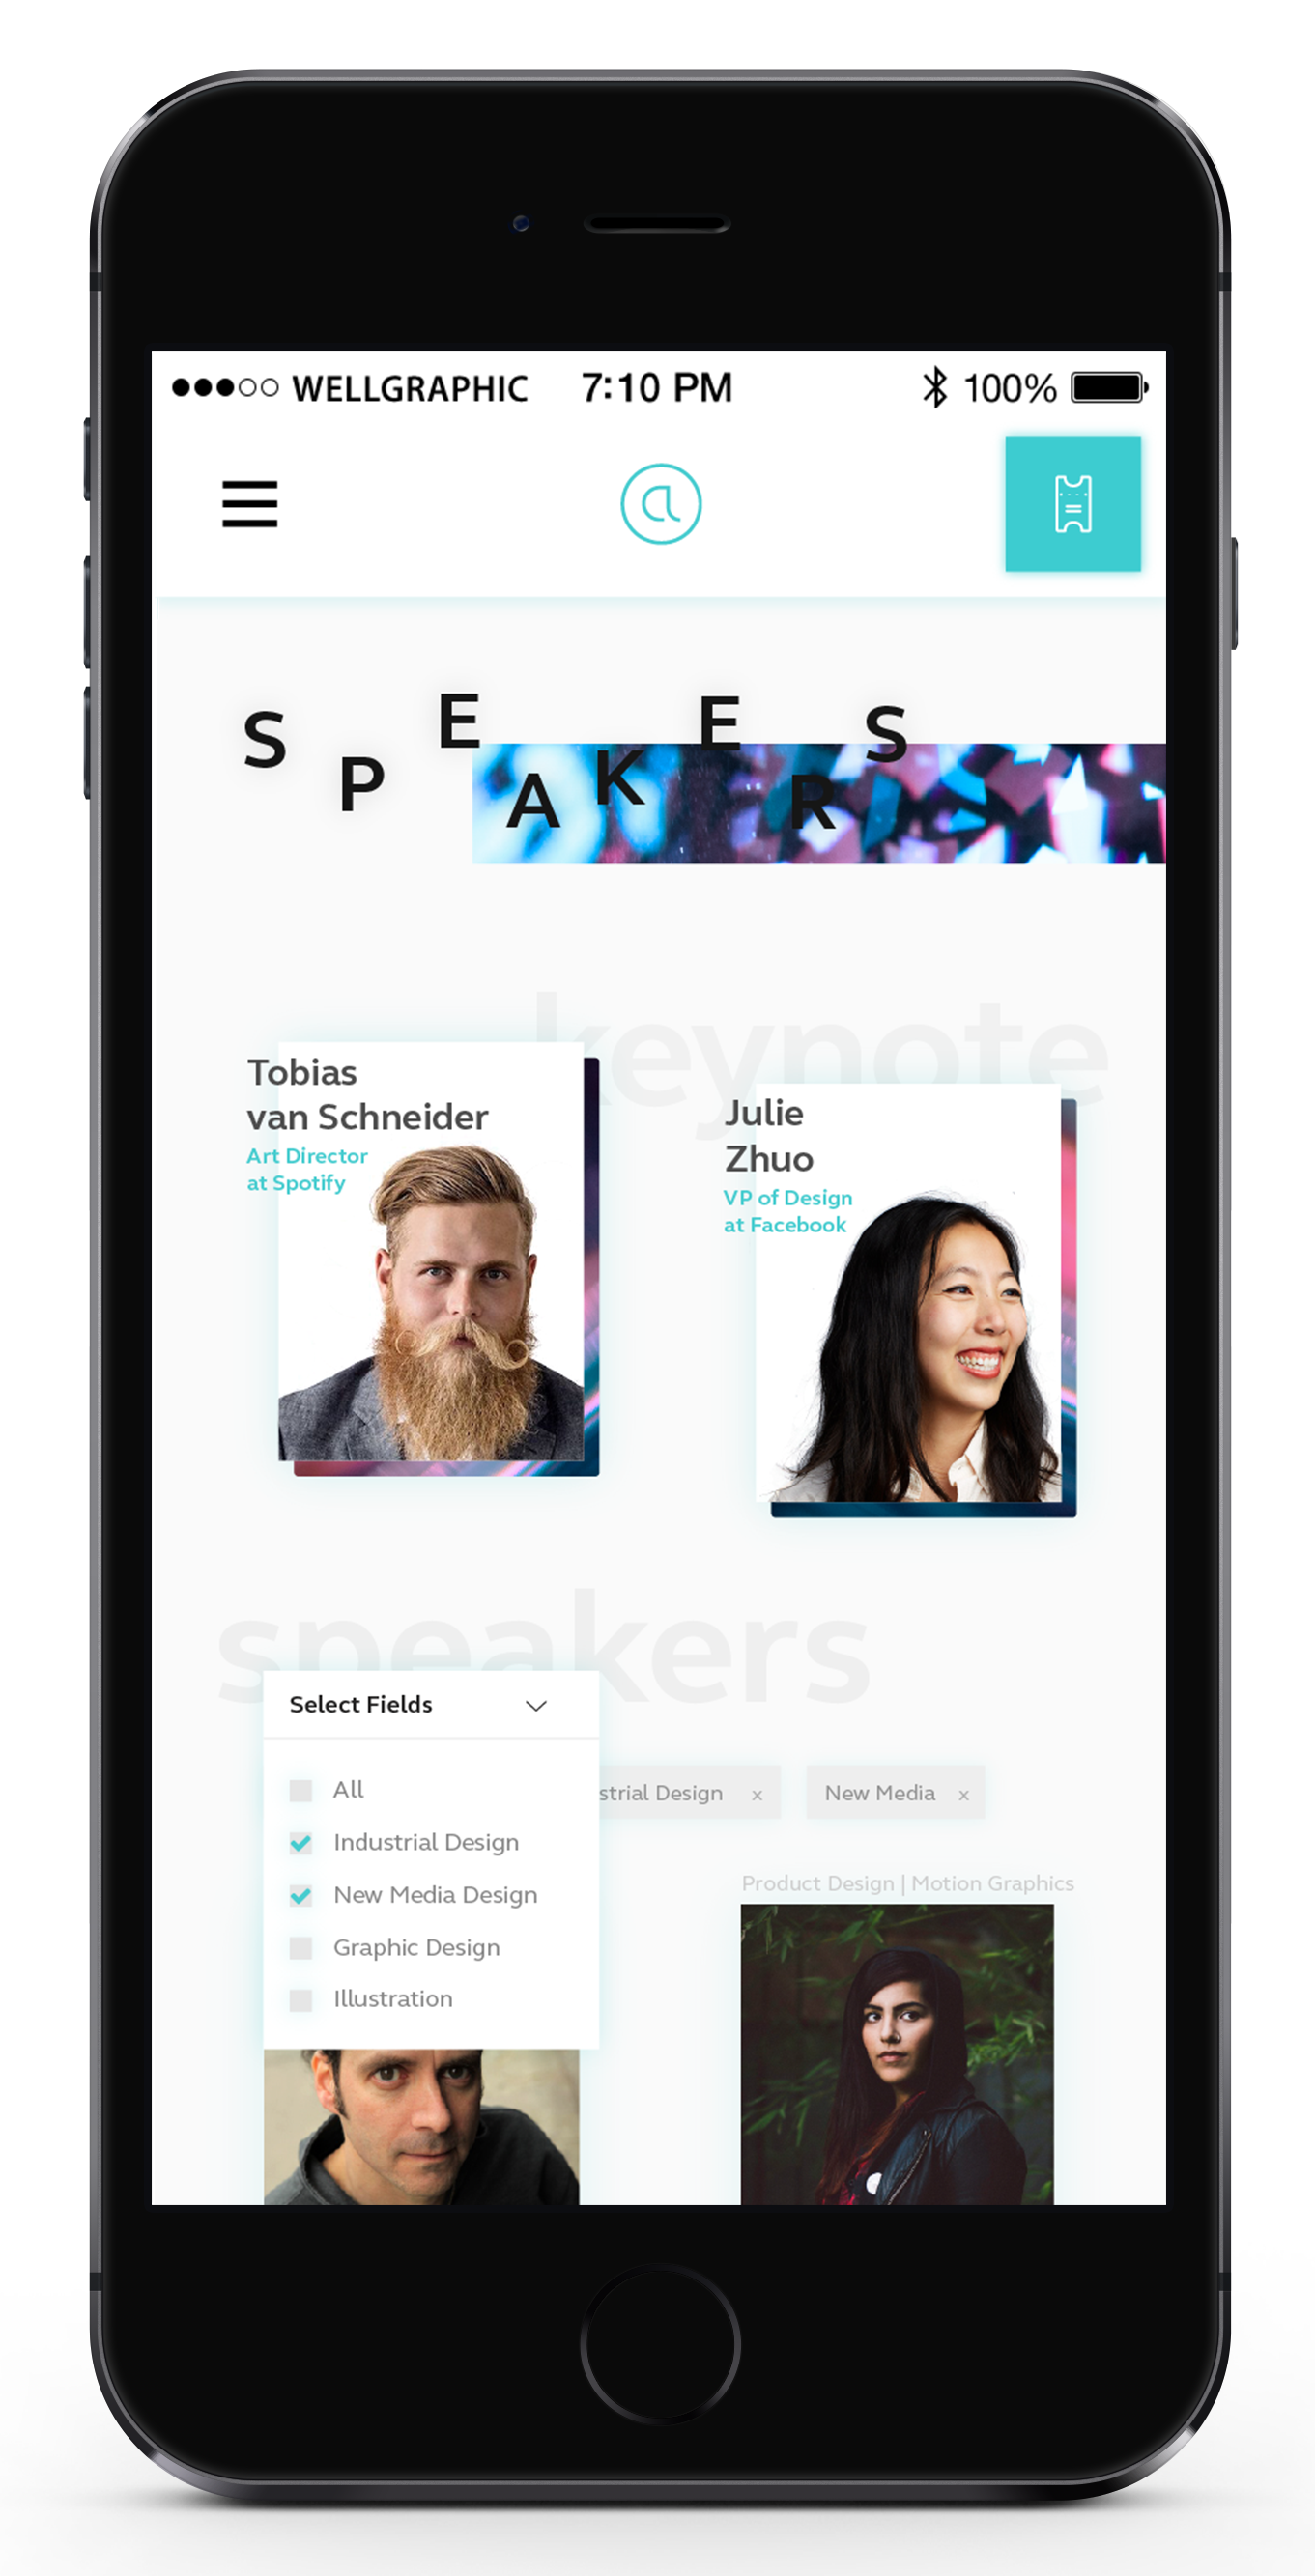 WELLGRAPHIC 7:10 PM 100%
a
SPEAKERS
keynote
Tobias
van Schneider
Art Director
at Spotify
Julie
Zhuo
VP of Design
at Facebook
speakers
Select Fields
All
Industrial Design
New Media Design
Graphic Design
Illustration
strial Design x
New Media x
Product Design | Motion Graphics